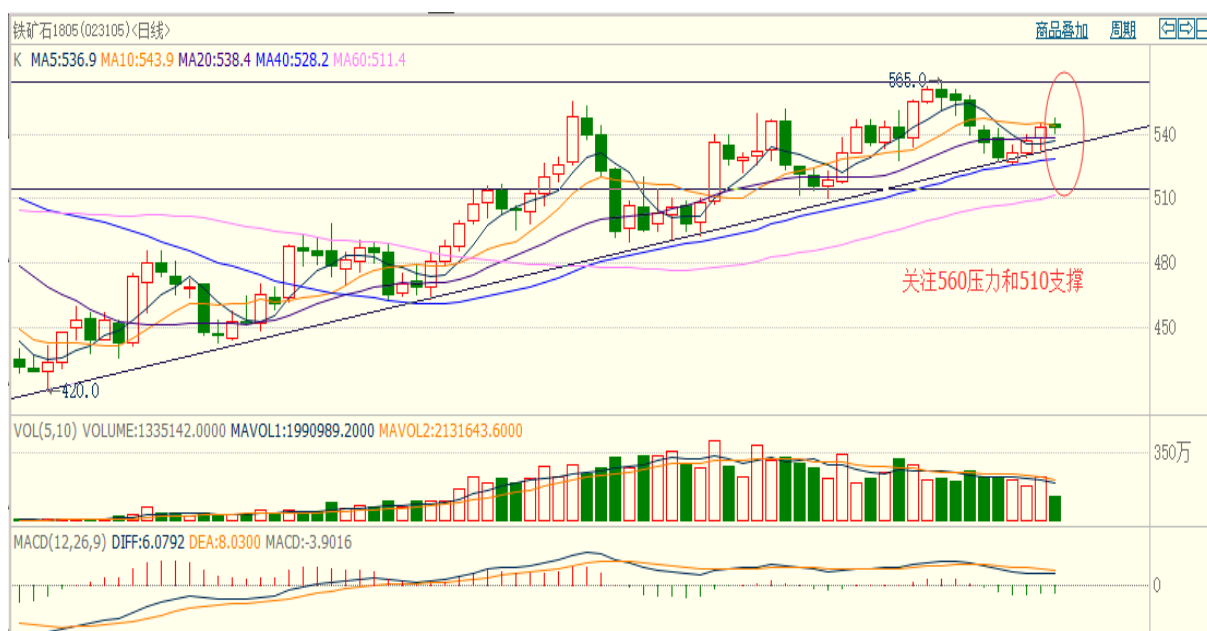 铁矿石1805(023105)<日线> 商品叠加 周期
K MA5:536.9 MA10:543.9 MA20:538.4 MA40:528.2 MA60:511.4
565.0
540
510
480
关注560压力和510支撑
450
420.0
VOL(5,10) VOLUME:1335142.0000 MAVOL1:1990989.2000 MAVOL2:2131643.6000
350万
MACD(12,26,9) DIFF:6.0792 DEA:8.0300 MACD:-3.9016
0